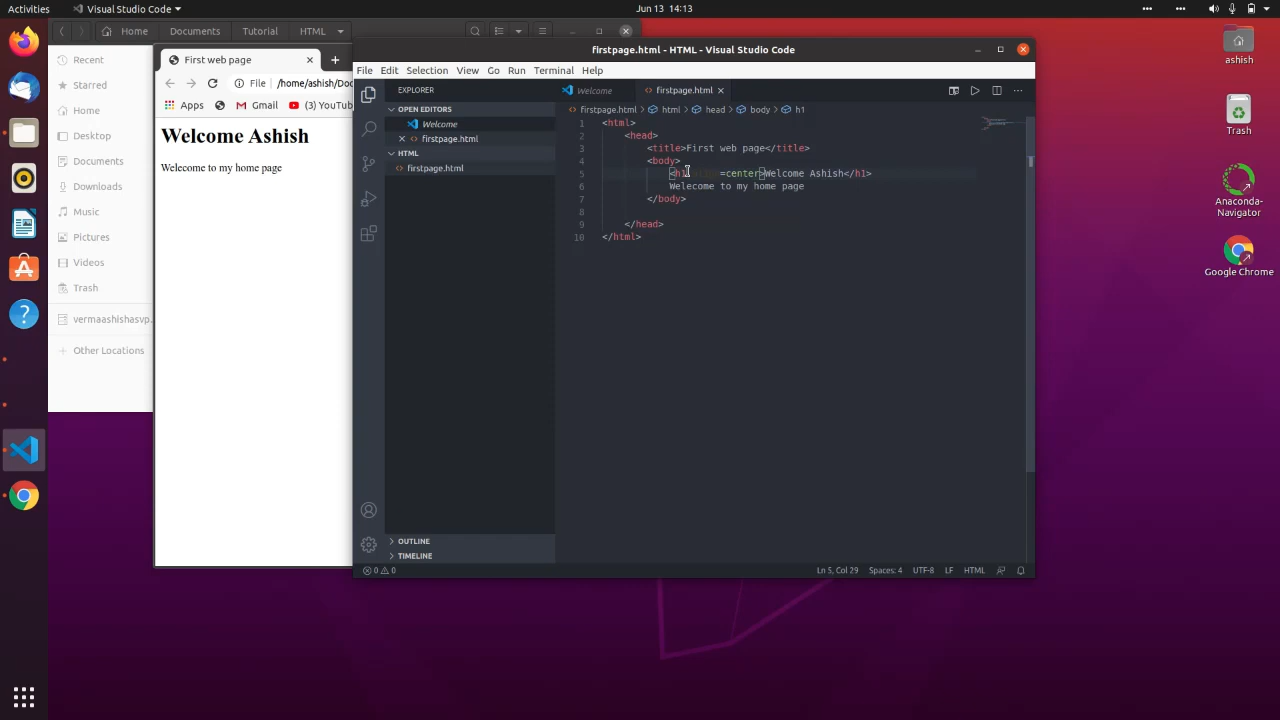 Activities
Visual Studio Code
Jun 13 14:13
Home
Documents
Tutorial
HTML
Recent
Starred
Home
Desktop
Documents
Downloads
Music
Pictures
Videos
Trash
vermaashishasvp...
Other Locations
First web page
File
/home/ashish/Doc
Apps
Gmail
(3) YouTub
Welcome Ashish
Welcome to my home page
firstpage.html - HTML - Visual Studio Code
File Edit Selection View Go Run Terminal Help
EXPLORER
OPEN EDITORS
Welcome
firstpage.html
HTML
firstpage.html
OUTLINE
TIMELINE
Welcome
firstpage.html
firstpage.html > html > head > body > h1
1 <html>
2 <head>
3 <title>First web page</title>
4 <body>
5 <h1 =center>Welcome Ashish</h1>
6 Welecome to my home page
7 </body>
8
9 </head>
10 </html>
0 0
Ln 5, Col 29 Spaces: 4 UTF-8 LF HTML
ashish
Trash
Anaconda-
Navigator
Google Chrome